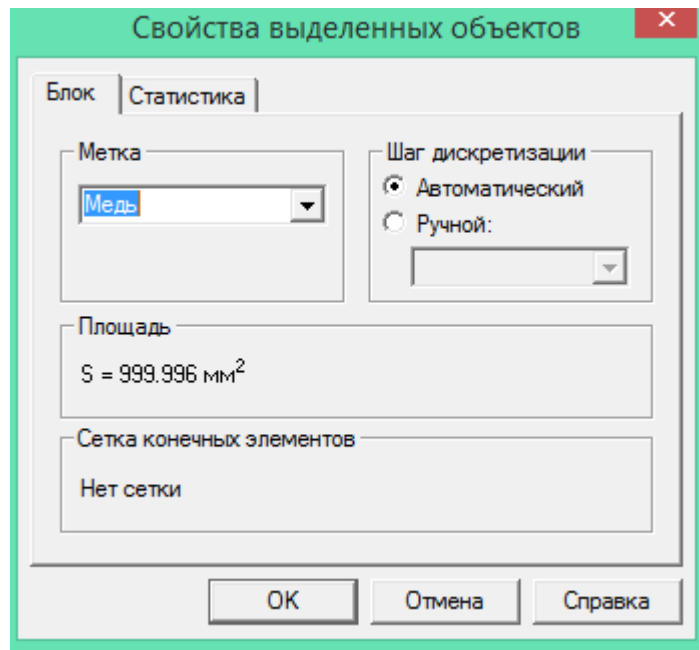 Свойства выделенных объектов
Блок
Статистика
Метка
Медь
Шаг дискретизации
Автоматический
Ручной:
Площадь
S = 999.996 мм²
Сетка конечных элементов
Нет сетки
OK
Отмена
Справка